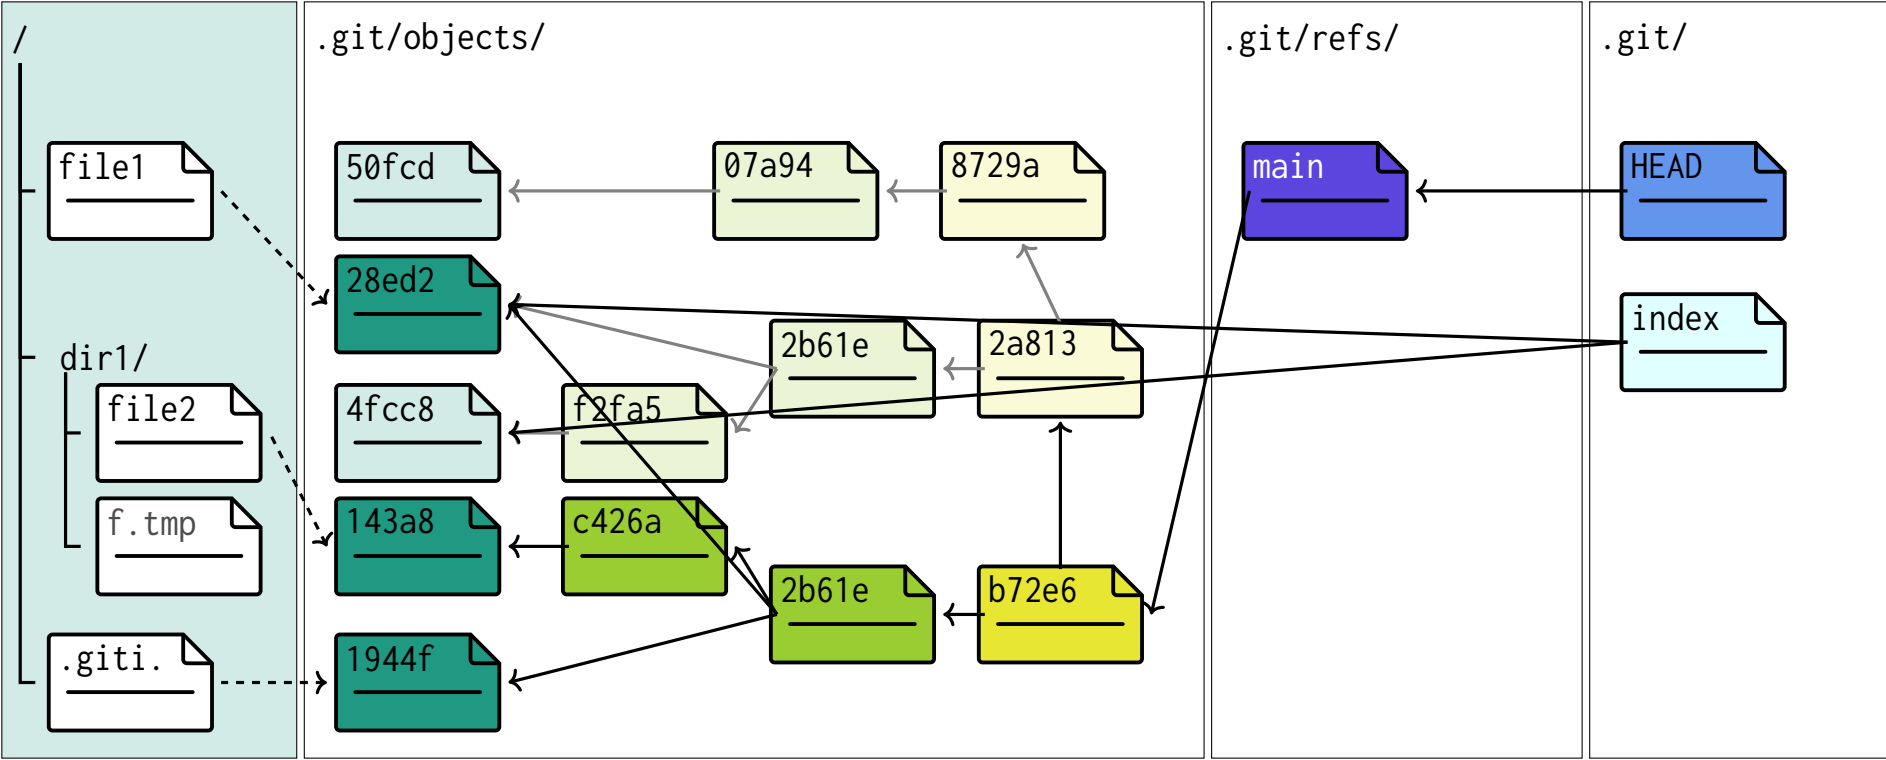 /
file1
dir1/
file2
f.tmp
.giti.
.git/objects/
50fcd
07a94
8729a
28ed2
2b61e
2a813
4fcc8
f2fa5
143a8
c426a
2b61e
b72e6
1944f
.git/refs/
main
.git/
HEAD
index